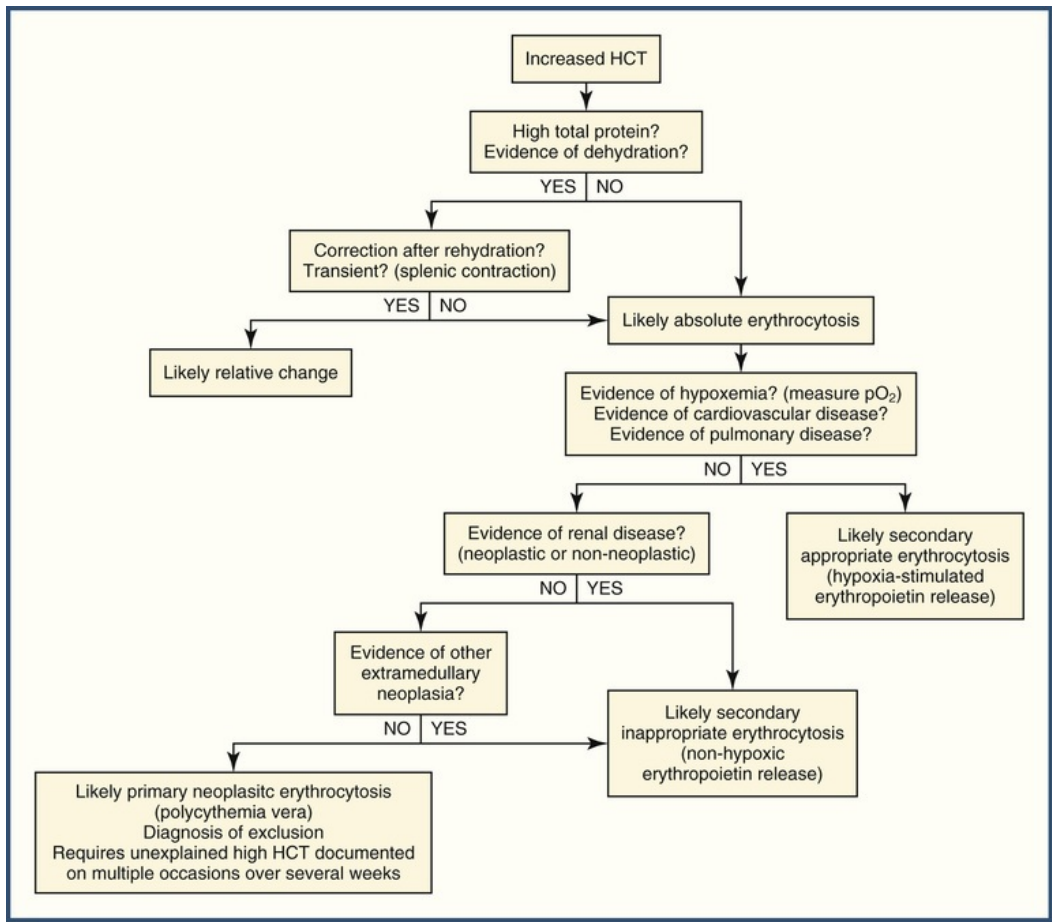 Increased HCT
High total protein?
Evidence of dehydration?
YES NO
Correction after rehydration?
Transient? (splenic contraction)
YES NO
Likely absolute erythrocytosis
Likely relative change
Evidence of hypoxemia? (measure pO₂)
Evidence of cardiovascular disease?
Evidence of pulmonary disease?
NO YES
Evidence of renal disease?
(neoplastic or non-neoplastic)
Likely secondary
appropriate erythrocytosis
(hypoxia-stimulated
erythropoietin release)
NO YES
Evidence of other
extramedullary
neoplasia?
Likely secondary
inappropriate erythrocytosis
(non-hypoxic
erythropoietin release)
NO YES
Likely primary neoplasitc erythrocytosis
(polycythemia vera)
Diagnosis of exclusion
Requires unexplained high HCT documented
on multiple occasions over several weeks